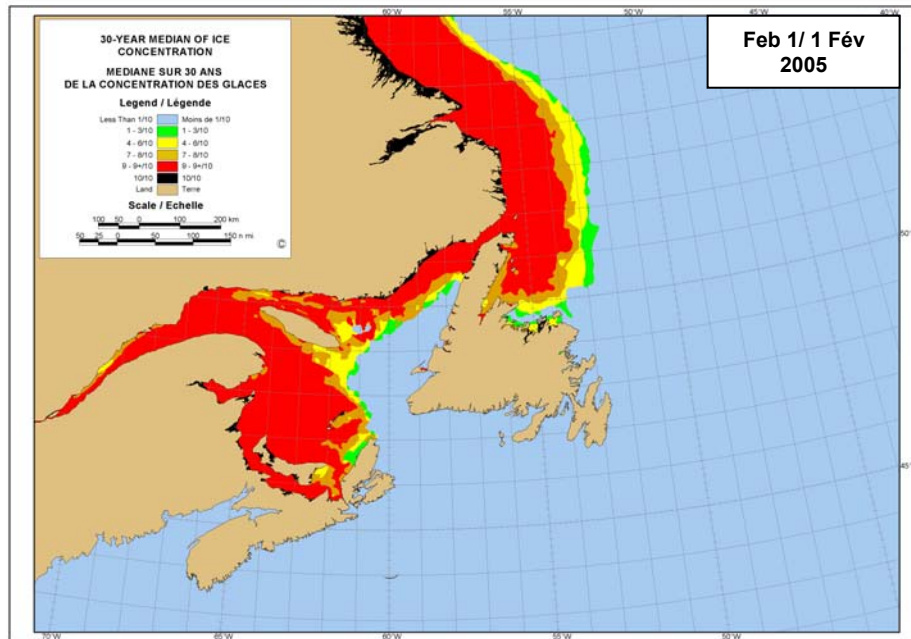 60°W 55°W 50°W 45°W 40°W
30-YEAR MEDIAN OF ICE
CONCENTRATION
MEDIANE SUR 30 ANS
DE LA CONCENTRATION DES GLACES
Legend / Légende
Less Than 1/10 Moins de 1/10
1 - 3/10 1 - 3/10
4 - 6/10 4 - 6/10
7 - 8/10 7 - 8/10
9 - 9+/10 9 - 9+/10
10/10 10/10
Land Terre
Scale / Echelle
100 50 0 100 200 km
50 25 0 50 100 150 n mi
©
Feb 1/ 1 Fév
2005
50°
45°
70°W 65°W 60°W 55°W 50°W